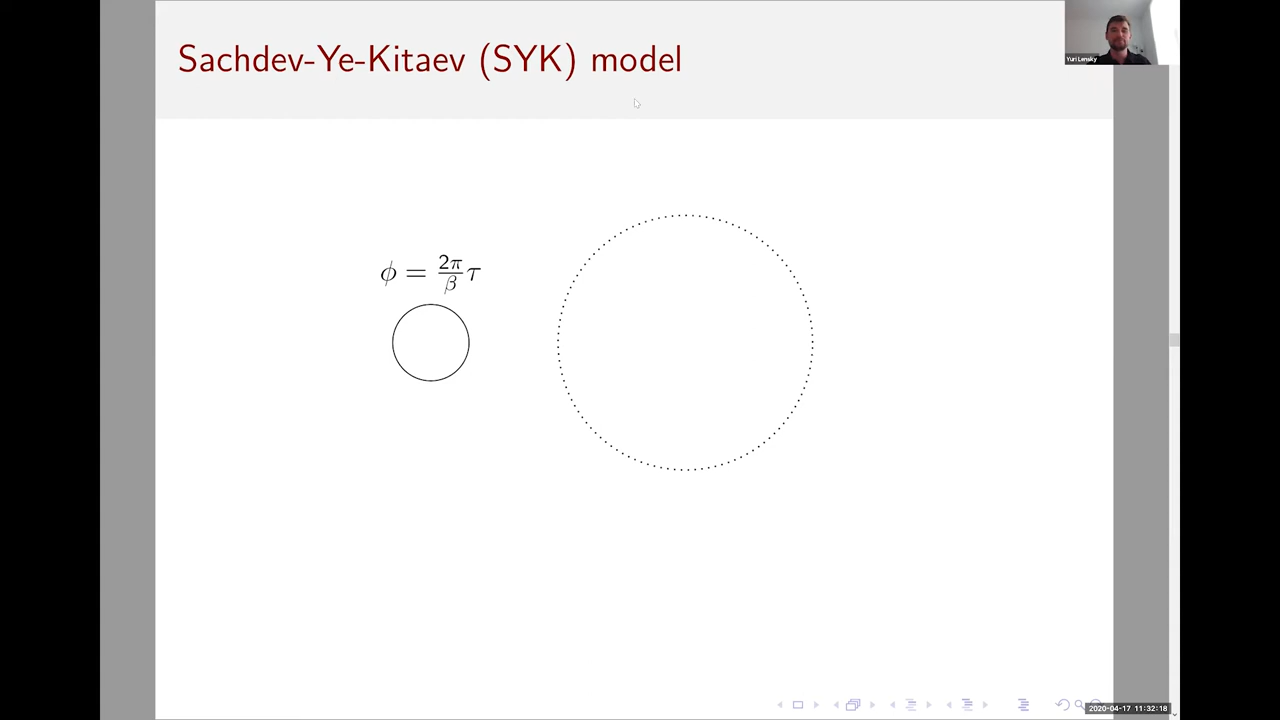 Sachdev-Ye-Kitaev (SYK) model
Yuri Lensky
ϕ = 2π/β τ
2020-04-17 11:32:18